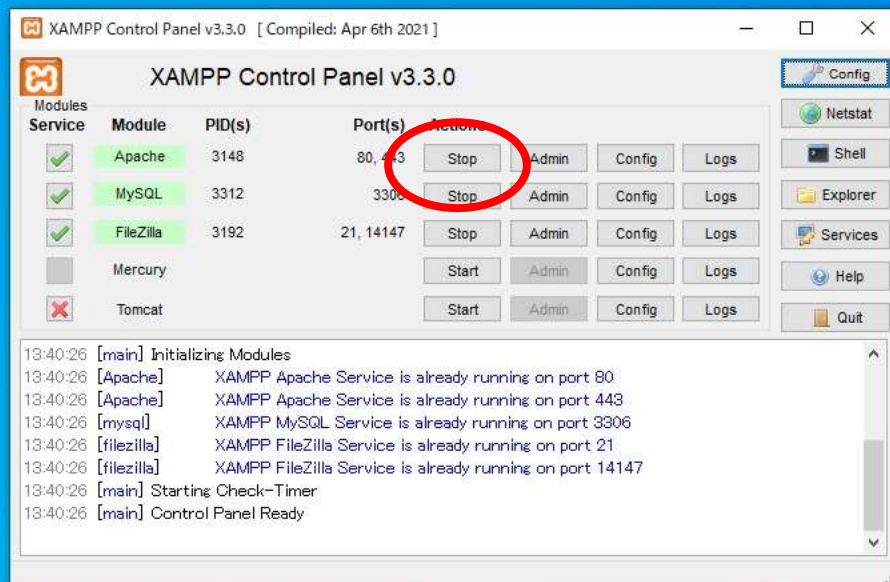 XAMPP Control Panel v3.3.0 [ Compiled: Apr 6th 2021 ]
XAMPP Control Panel v3.3.0
Config
Modules
Service Module PID(s) Port(s) Actions
Netstat
Apache 3148 80, 443 Stop Admin Config Logs
Shell
MySQL 3312 3306 Stop Admin Config Logs
Explorer
FileZilla 3192 21, 14147 Stop Admin Config Logs
Services
Mercury Start Admin Config Logs
Help
Tomcat Start Admin Config Logs
Quit
13:40:26 [main] Initializing Modules
13:40:26 [Apache] XAMPP Apache Service is already running on port 80
13:40:26 [Apache] XAMPP Apache Service is already running on port 443
13:40:26 [mysql] XAMPP MySQL Service is already running on port 3306
13:40:26 [filezilla] XAMPP FileZilla Service is already running on port 21
13:40:26 [filezilla] XAMPP FileZilla Service is already running on port 14147
13:40:26 [main] Starting Check-Timer
13:40:26 [main] Control Panel Ready